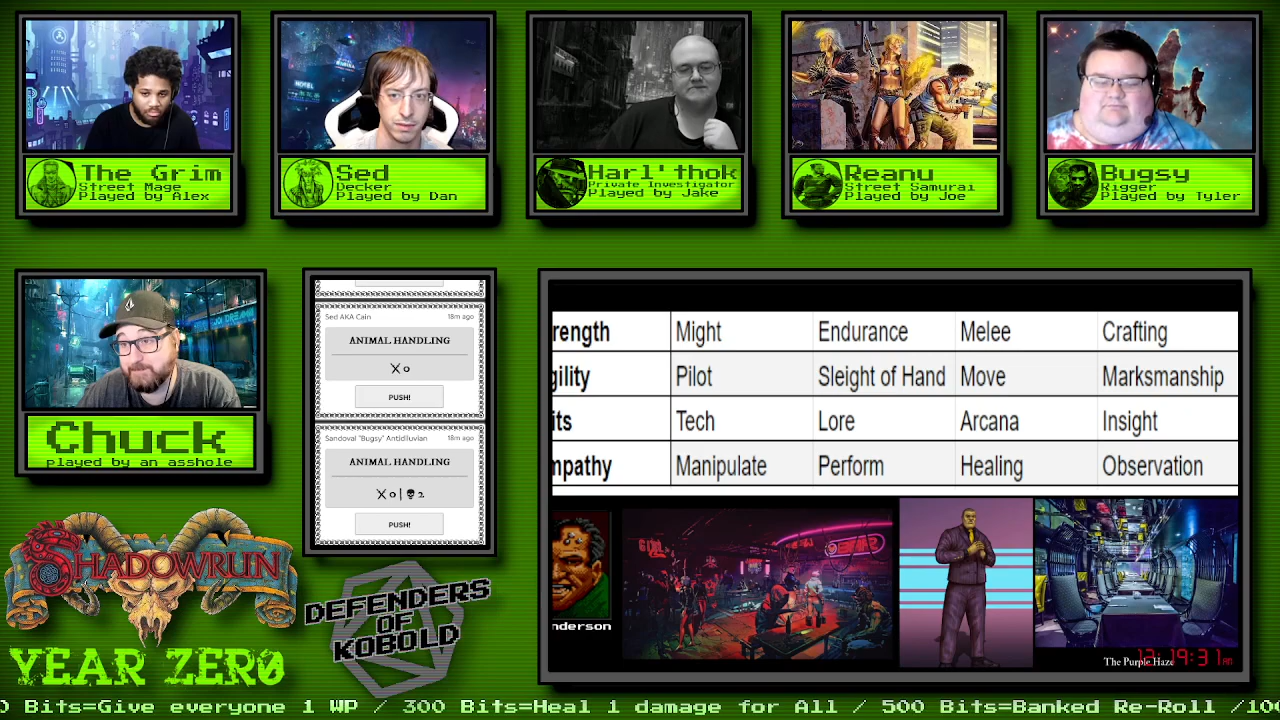 The Grim
Street Mage
Played by Alex
Sed
Decker
Played by Dan
Harl'thok
Private Investigator
Played by Jake
Reanu
Street Samurai
Played by Joe
Bugsy
Rigger
Played by Tyler
Chuck
played by an asshole
Sed AKA Cain 18m ago
ANIMAL HANDLING
0
PUSH!
Sandoval "Bugsy" Antidiluvian 18m ago
ANIMAL HANDLING
0 | 2
PUSH!
rength Might Endurance Melee Crafting
gility Pilot Sleight of Hand Move Marksmanship
its Tech Lore Arcana Insight
mpathy Manipulate Perform Healing Observation
nderson
The Purple Haze
SHADOWRUN
YEAR ZERO
DEFENDERS
OF
KOBOLD
0 Bits=Give everyone 1 WP / 300 Bits=Heal 1 damage for All / 500 Bits=Banked Re-Roll /100